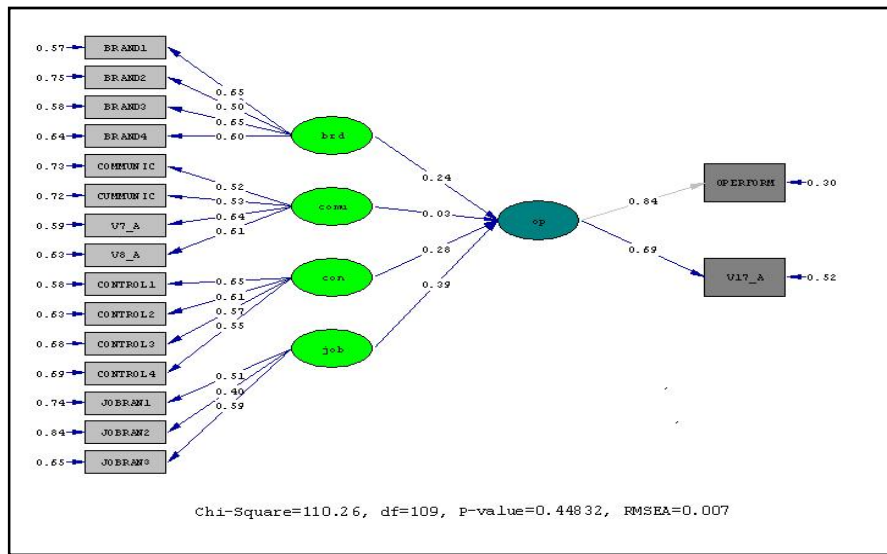 0.57 BRAND1
0.75 BRAND2
0.58 BRAND3
0.64 BRAND4
0.73 COMMUNIC
0.72 CUMMUNIC
0.59 V7_A
0.63 V8_A
0.58 CONTROL1
0.63 CONTROL2
0.68 CONTROL3
0.69 CONTROL4
0.74 JOBRAN1
0.84 JOBRAN2
0.65 JOBRAN3
0.65
0.50
0.65
0.60
0.52
0.53
0.64
0.61
0.65
0.61
0.57
0.55
0.51
0.40
0.59
brd
comu
con
job
0.24
0.03
0.28
0.39
op
0.84
0.69
OPERFORM 0.30
V17_A 0.52
Chi-Square=110.26, df=109, P-value=0.44832, RMSEA=0.007